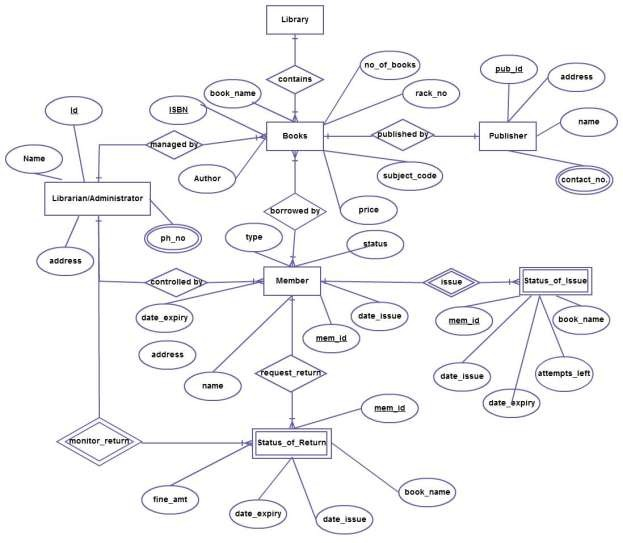 Library
contains
no_of_books
book_name
rack_no
ISBN
pub_id
address
name
Id
Books
published by
Publisher
managed by
Name
Author
subject_code
contact_no.
Librarian/Administrator
price
borrowed by
ph_no
type
status
address
controlled by
Member
issue
Status_of_Issue
date_expiry
date_issue
mem_id
book_name
mem_id
address
name
request_return
date_issue
attempts_left
date_expiry
mem_id
monitor_return
Status_of_Return
fine_amt
date_expiry
date_issue
book_name